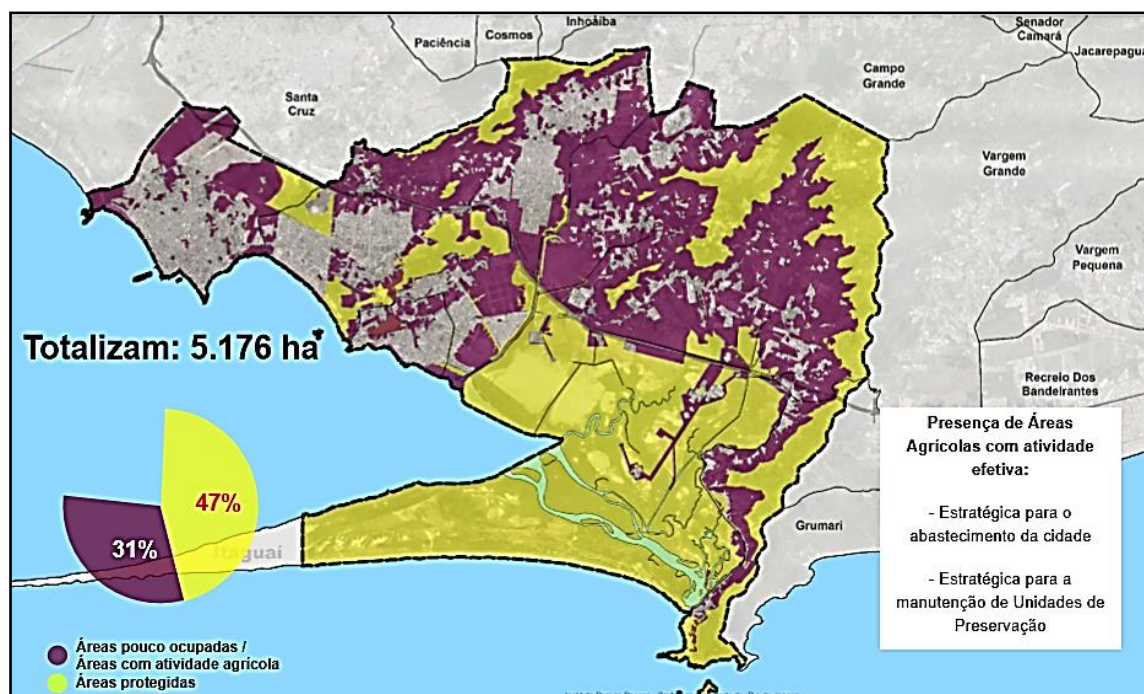 Inhoaíba
Cosmos
Paciência
Senador
Camará
Jacarepagua
Campo
Grande
Santa
Cruz
Vargem
Grande
Vargem
Pequena
Totalizam: 5.176 ha
Recreio Dos
Bandeirantes
Presença de Áreas
Agrícolas com atividade
efetiva:
- Estratégica para o
abastecimento da cidade
- Estratégica para a
manutenção de Unidades de
Preservação
47%
31%
Grumari
Itaguaí
Áreas pouco ocupadas /
Áreas com atividade agrícola
Áreas protegidas